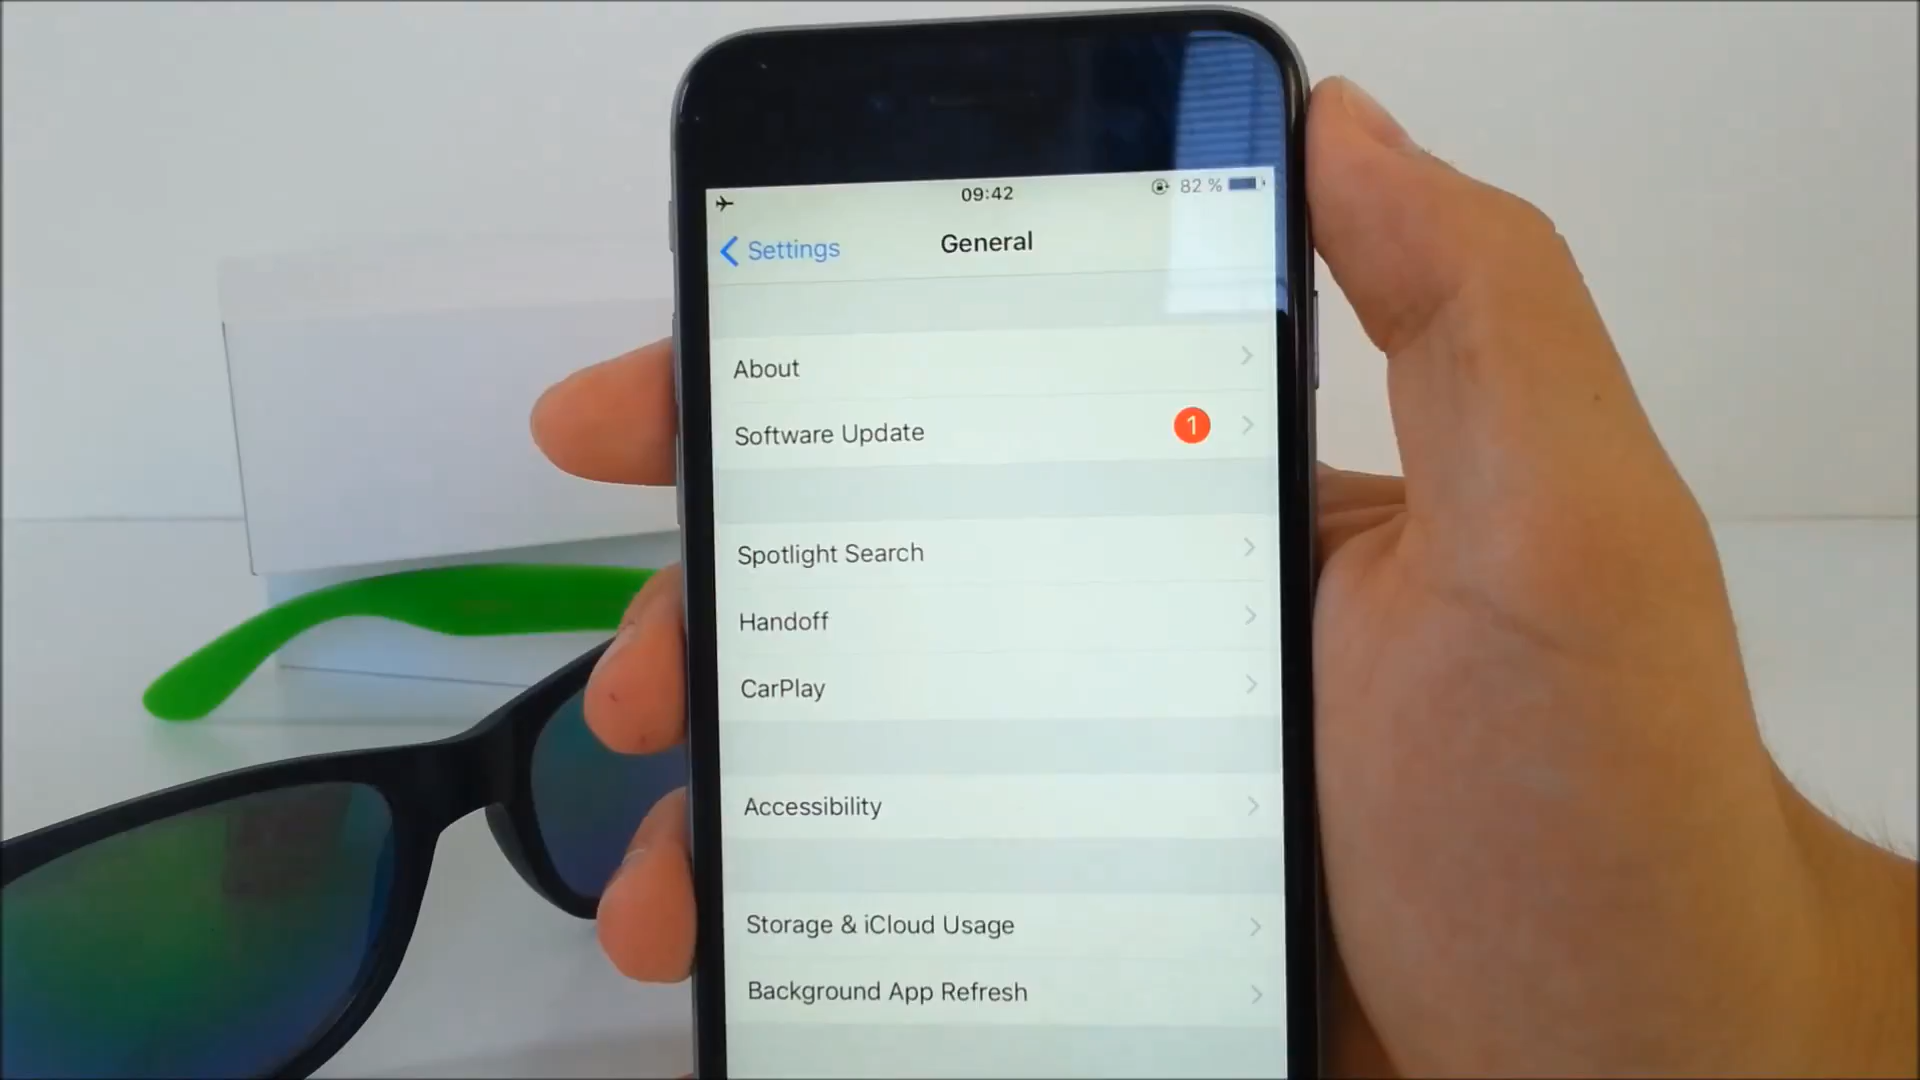 09:42
82 %
Settings
General
About
Software Update
1
Spotlight Search
Handoff
CarPlay
Accessibility
Storage & iCloud Usage
Background App Refresh